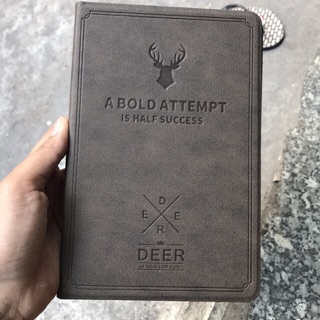 A BOLD ATTEMPT
IS HALF SUCCESS
D
E E
R
DEER